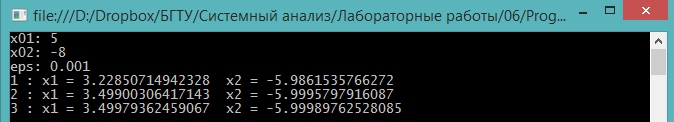 file:///D:/Dropbox/БГТУ/Системный анализ/Лабораторные работы/06/Prog...
x01: 5
x02: -8
eps: 0.001
1 : x1 = 3.22850714942328  x2 = -5.9861535766272
2 : x1 = 3.49900306417143  x2 = -5.9995797916087
3 : x1 = 3.49979362459067  x2 = -5.99989762528085